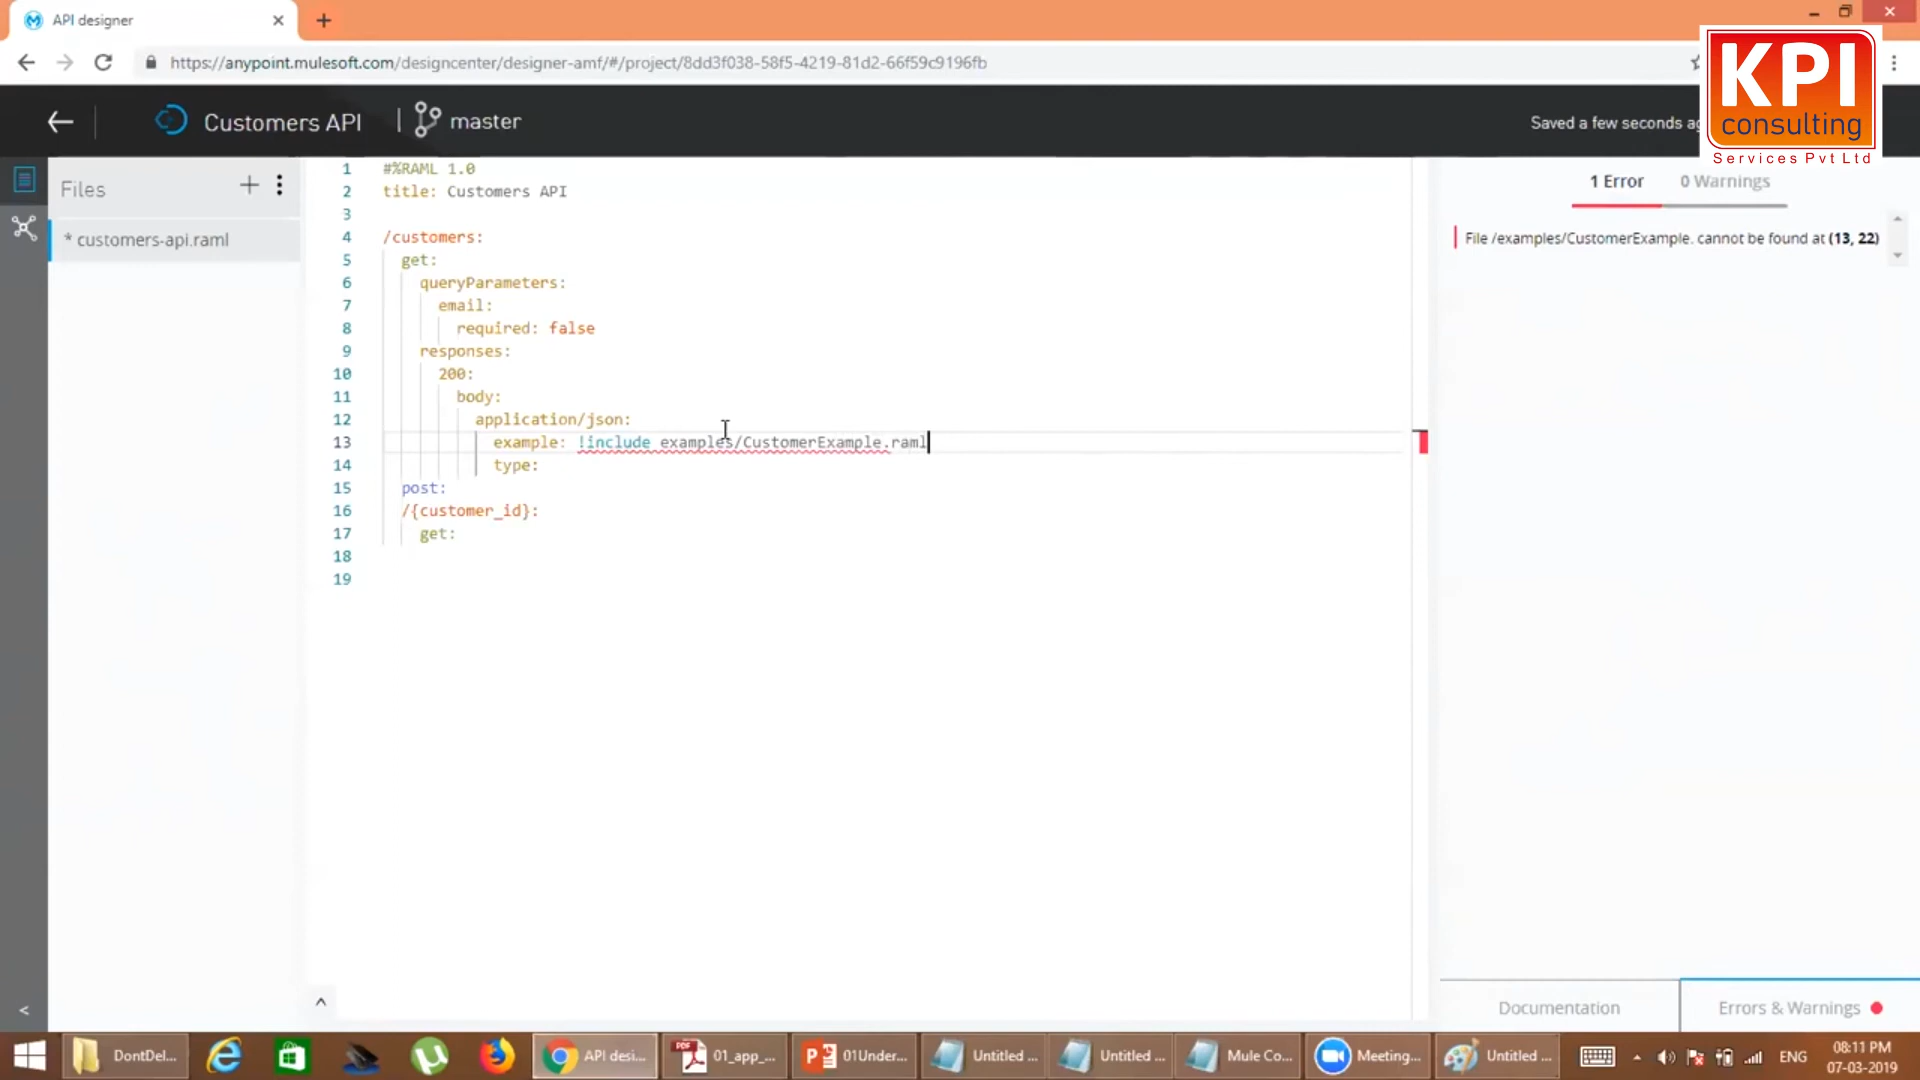 API designer
https://anypoint.mulesoft.com/designcenter/designer-amf/#/project/8dd3f038-58f5-4219-81d2-66f59c9196fb
KPI
consulting
Services Pvt Ltd
Customers API | master
Saved a few seconds ag
Files
* customers-api.raml
1 #%RAML 1.0
2 title: Customers API
3
4 /customers:
5 get:
6 queryParameters:
7 email:
8 required: false
9 responses:
10 200:
11 body:
12 application/json:
13 example: !include examples/CustomerExample.raml
14 type:
15 post:
16 /{customer_id}:
17 get:
18
19
1 Error 0 Warnings
File /examples/CustomerExample. cannot be found at (13, 22)
Documentation
Errors & Warnings
DontDel...
API desi...
01_app_...
01Under...
Untitled ...
Untitled ...
Mule Co...
Meeting...
Untitled ...
ENG
08:11 PM
07-03-2019